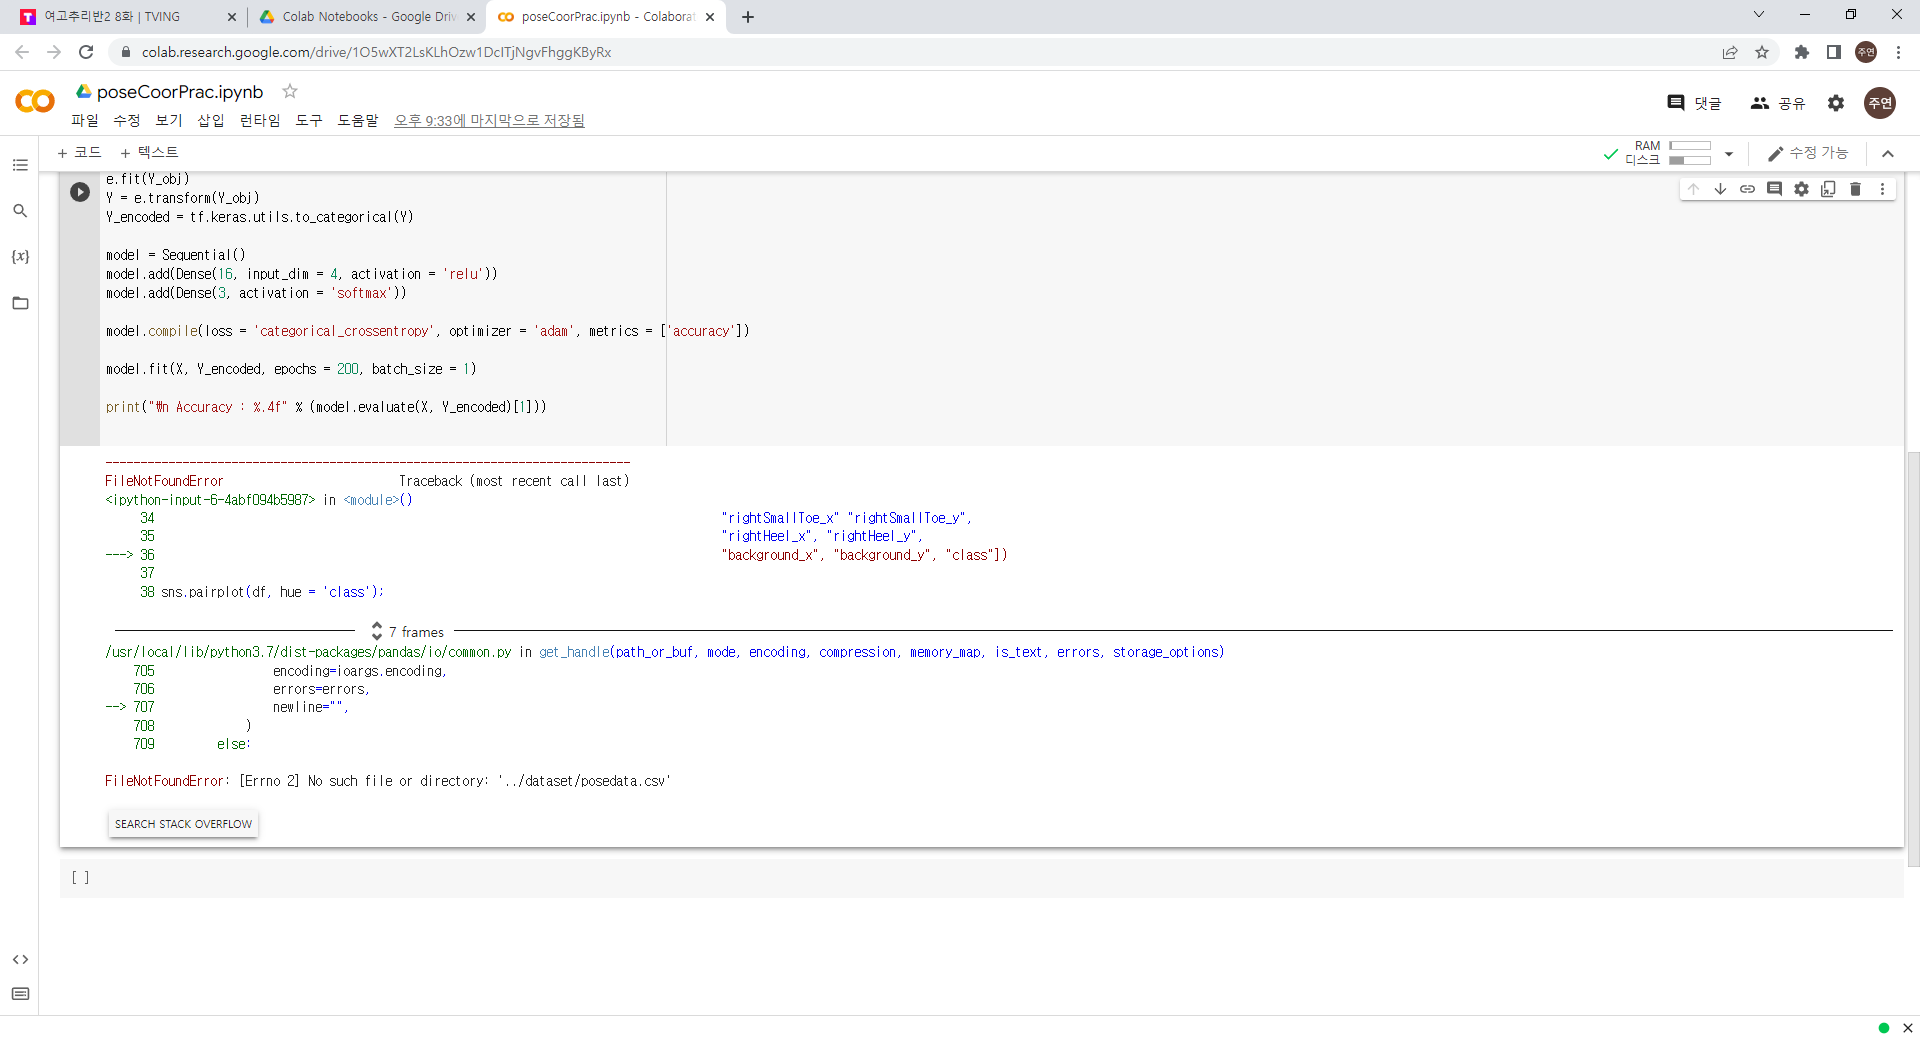 여고추리반2 8화 | TVING
Colab Notebooks - Google Driv
poseCoorPrac.ipynb - Colaborat
colab.research.google.com/drive/1O5wXT2LsKLhOzw1DcITjNgvFhggKByRx
주연
poseCoorPrac.ipynb
댓글
공유
주연
파일 수정 보기 삽입 런타임 도구 도움말 오후 9:33에 마지막으로 저장됨
+ 코드 + 텍스트
RAM
디스크
수정 가능
{x}
e.fit(Y_obj)
Y = e.transform(Y_obj)
Y_encoded = tf.keras.utils.to_categorical(Y)
model = Sequential()
model.add(Dense(16, input_dim = 4, activation = 'relu'))
model.add(Dense(3, activation = 'softmax'))
model.compile(loss = 'categorical_crossentropy', optimizer = 'adam', metrics = ['accuracy'])
model.fit(X, Y_encoded, epochs = 200, batch_size = 1)
print("₩n Accuracy : %.4f" % (model.evaluate(X, Y_encoded)[1]))
---------------------------------------------------------------------------
FileNotFoundError Traceback (most recent call last)
<ipython-input-6-4abf094b5987> in <module>()
34 "rightSmallToe_x" "rightSmallToe_y",
35 "rightHeel_x", "rightHeel_y",
---> 36 "background_x", "background_y", "class"])
37
38 sns.pairplot(df, hue = 'class');
7 frames
/usr/local/lib/python3.7/dist-packages/pandas/io/common.py in get_handle(path_or_buf, mode, encoding, compression, memory_map, is_text, errors, storage_options)
705 encoding=ioargs.encoding,
706 errors=errors,
--> 707 newline="",
708 )
709 else:
FileNotFoundError: [Errno 2] No such file or directory: '../dataset/posedata.csv'
SEARCH STACK OVERFLOW
[ ]